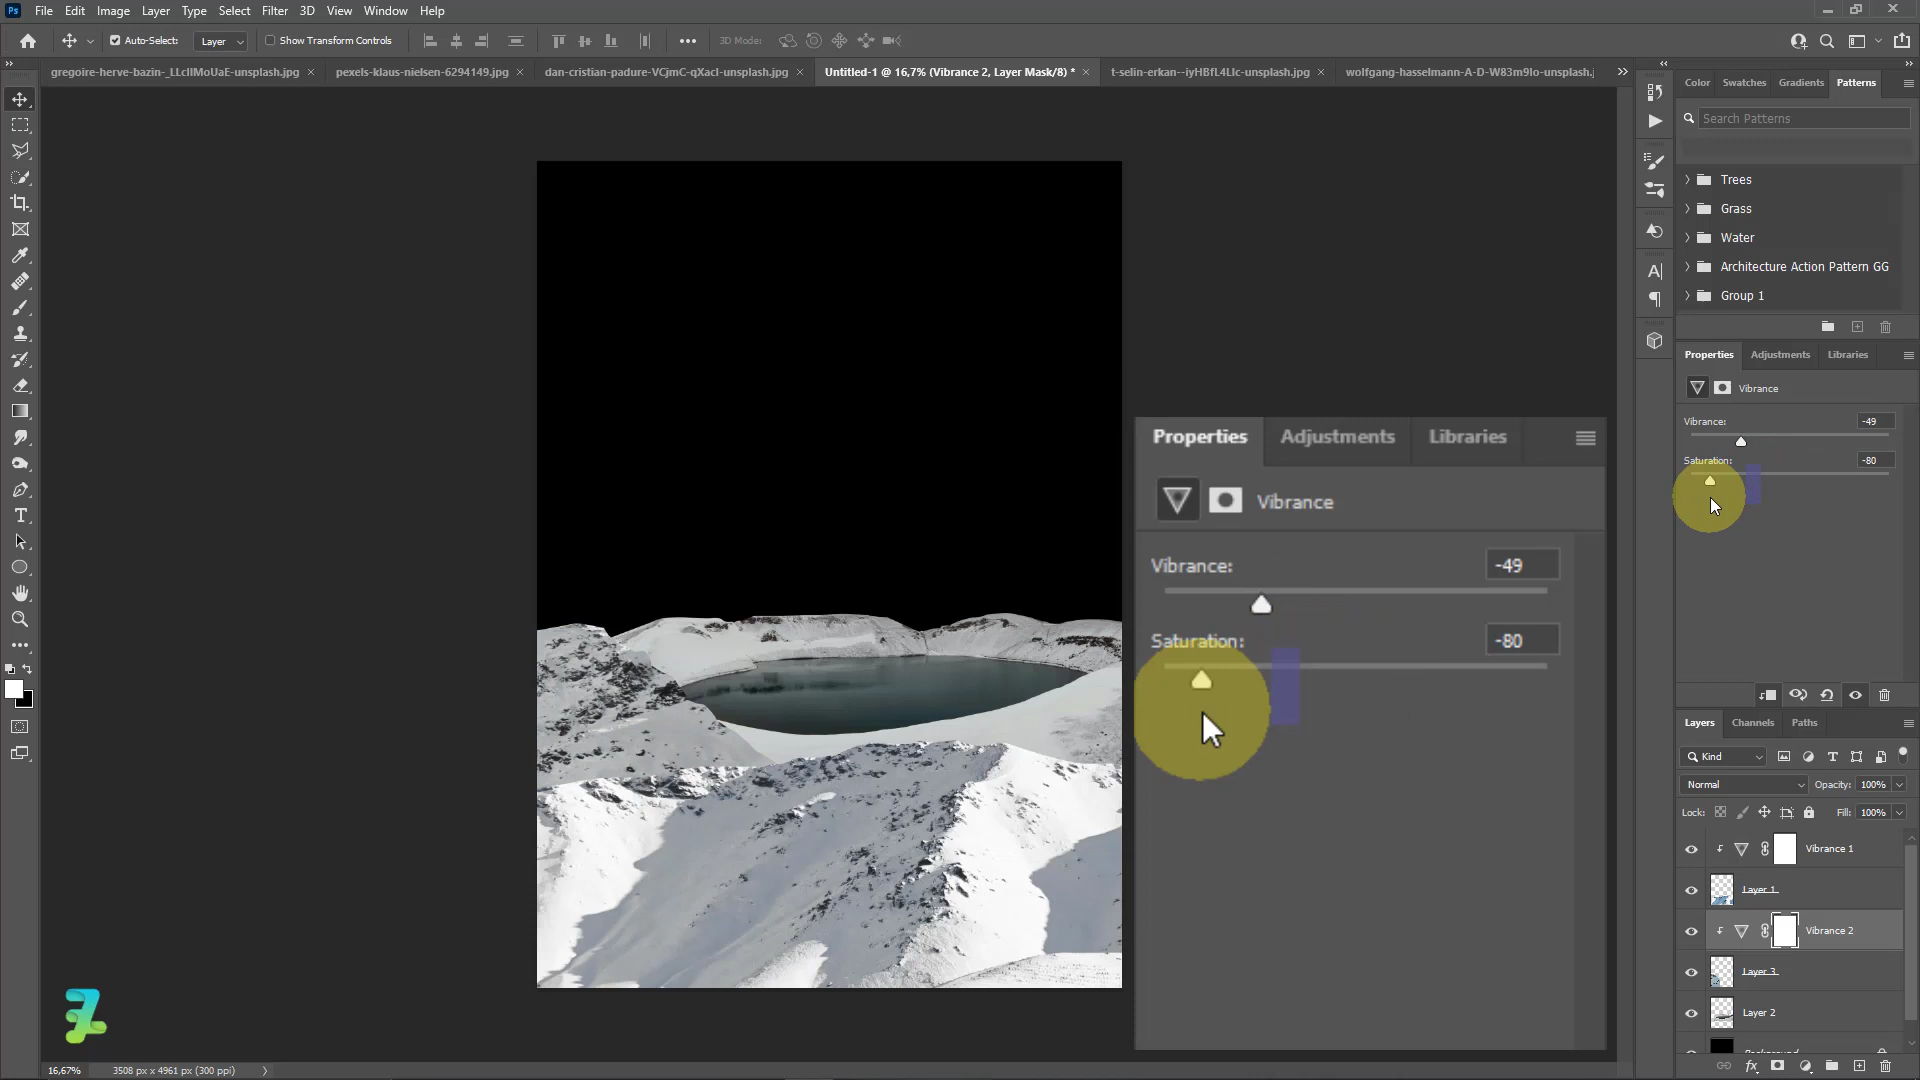 Ps File Edit Image Layer Type Select Filter 3D View Window Help
Auto-Select: Layer Show Transform Controls 3D Mode:
gregoire-herve-bazin-_LLclIMoUaE-unsplash.jpg × pexels-klaus-nielsen-6294149.jpg × dan-cristian-padure-VCjmC-qXacI-unsplash.jpg × Untitled-1 @ 16,7% (Vibrance 2, Layer Mask/8) * × t-selin-erkan--iyHBfL4LIc-unsplash.jpg × wolfgang-hasselmann-A-D-W83m9Io-unsplash.j
Color Swatches Gradients Patterns
Search Patterns
Trees
Grass
Water
Architecture Action Pattern GG
Group 1
Properties Adjustments Libraries
Vibrance
Vibrance: -49
Saturation: -80
Properties Adjustments Libraries
Vibrance
Vibrance: -49
Saturation: -80
Layers Channels Paths
Kind
Normal Opacity: 100%
Lock: Fill: 100%
Vibrance 1
Layer 1
Vibrance 2
Layer 3
Layer 2
Background
16,67% 3508 px x 4961 px (300 ppi)